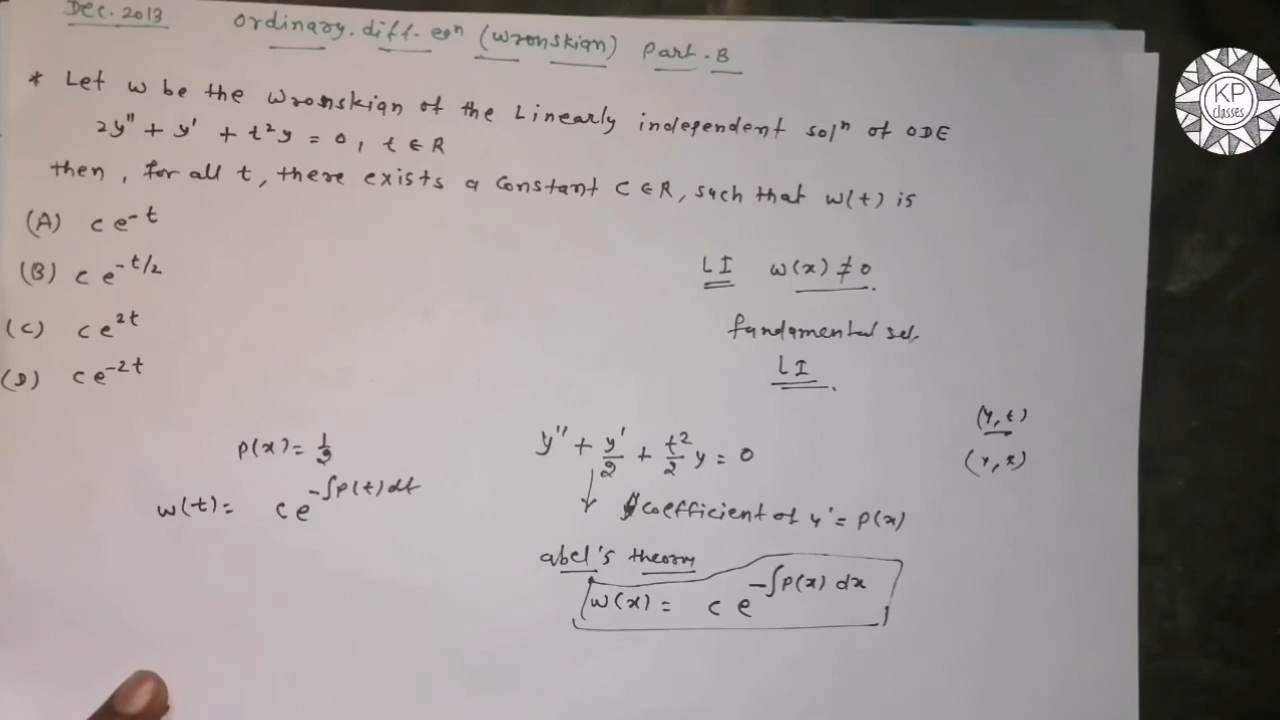 Dec. 2013
Ordinary. diff. eqⁿ (Wronskian) Part. B
* Let w be the Wronskian of the Linearly independent solⁿ of ODE
2y'' + y' + t²y = 0, t ∈ R
then, for all t, there exists a constant C ∈ R, such that w(t) is
(A) c e^-t
(B) c e^-t/2
(C) c e^2t
(D) c e^-2t
LI w(x) ≠ 0
fundamental set
LI
(y, t)
(y, x)
y'' + y'/2 + t²/2 y = 0
coefficient of y' = P(x)
P(x) = 1/2
w(t) = c e^-∫P(t)dt
abel's theorm
w(x) = c e^-∫P(x) dx
KP
classes